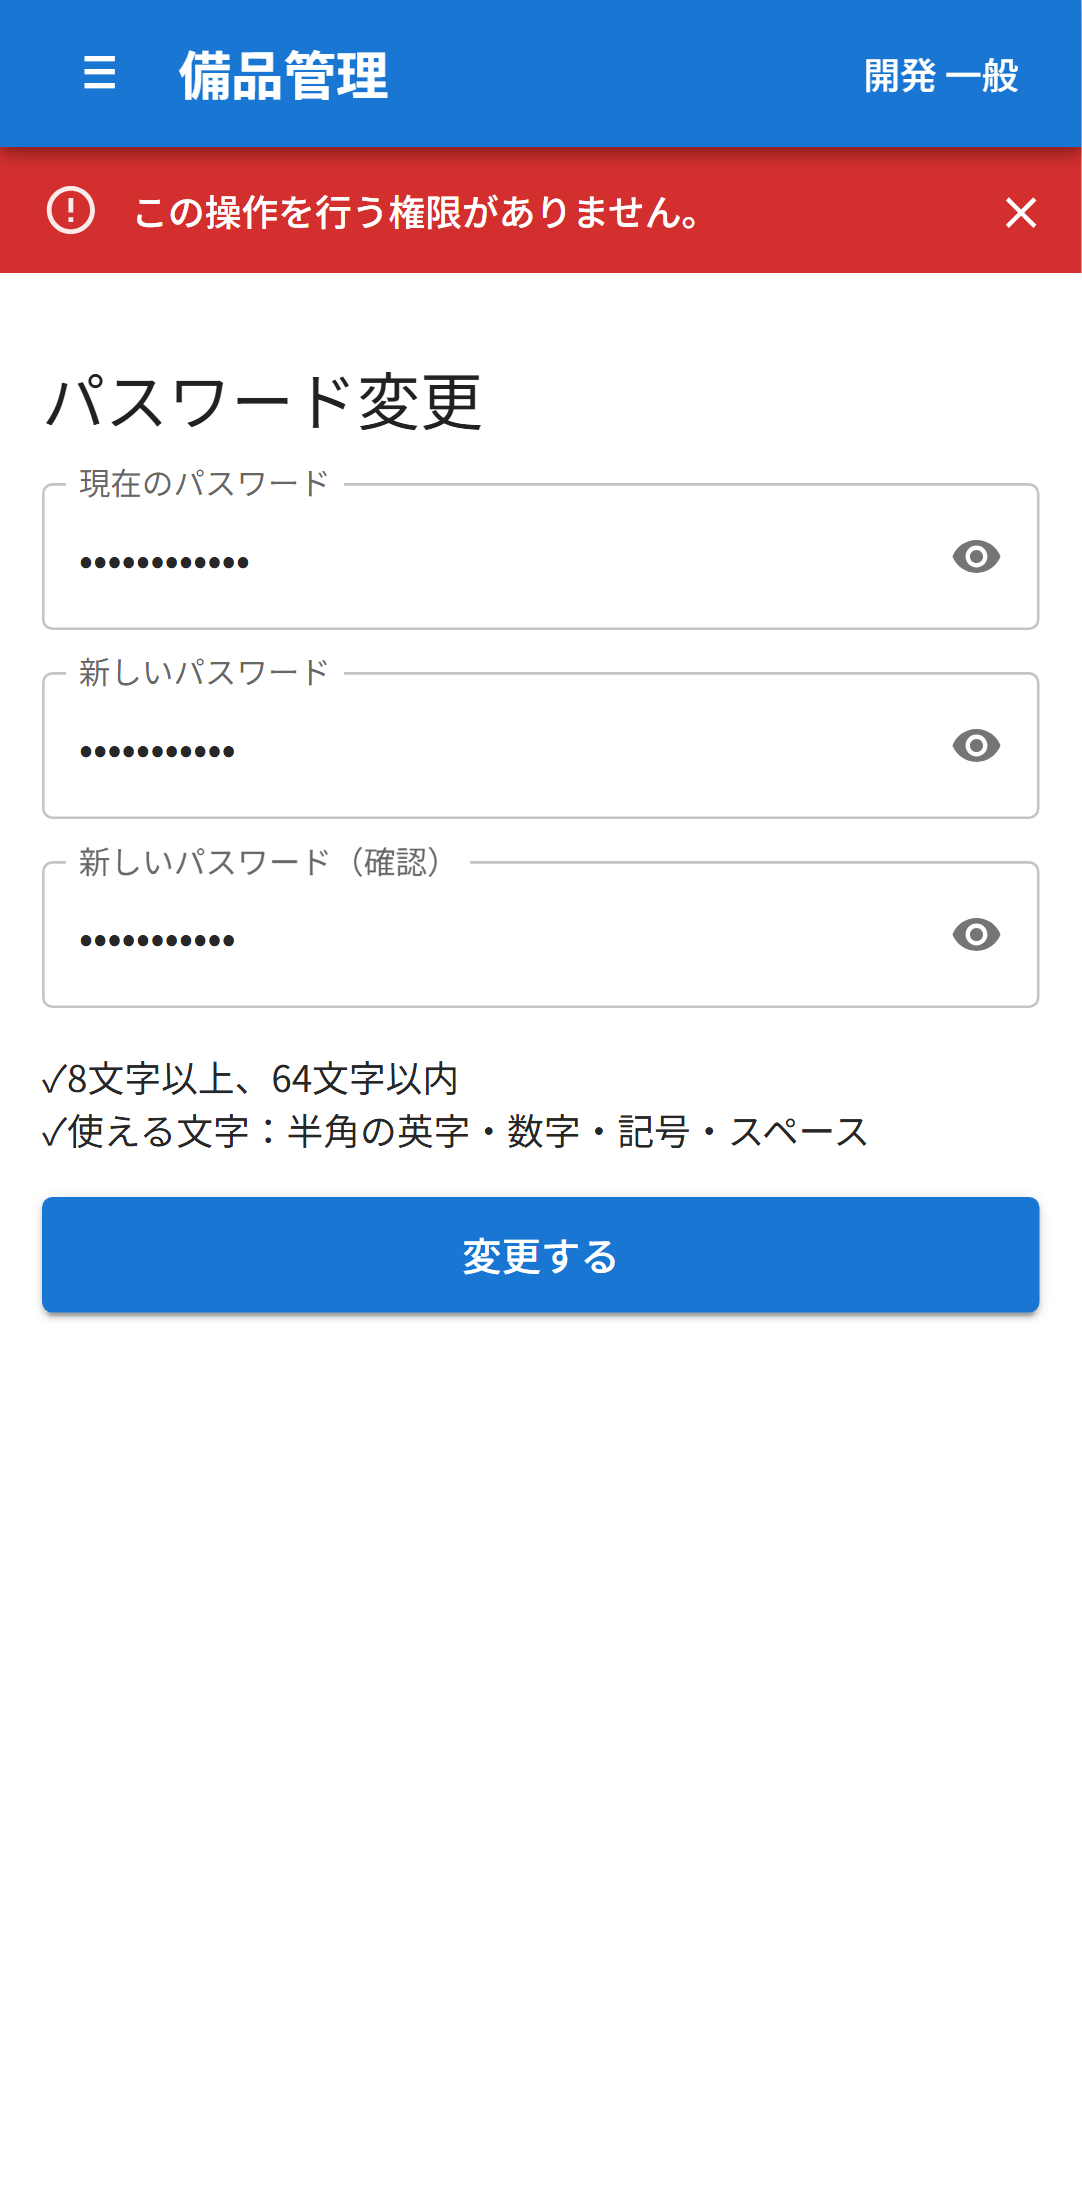 備品管理
開発 一般
この操作を行う権限がありません。
パスワード変更
現在のパスワード
••••••••••••
新しいパスワード
•••••••••••
新しいパスワード（確認）
•••••••••••
✓8文字以上、64文字以内
✓使える文字：半角の英字・数字・記号・スペース
変更する